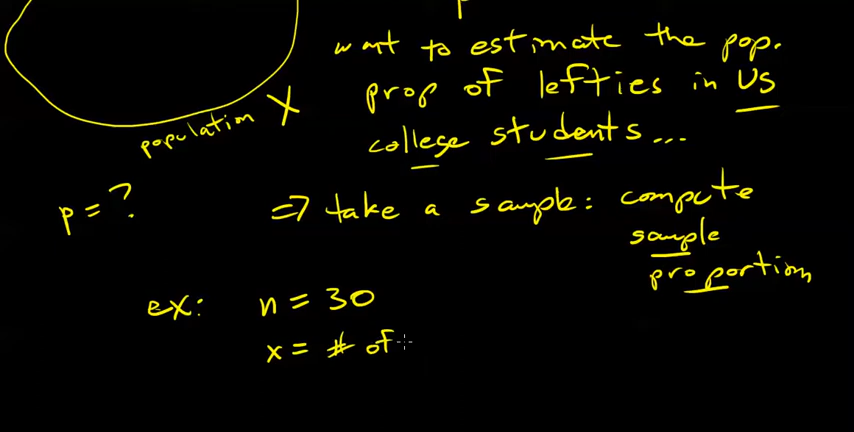 want to estimate the pop.
prop of lefties in US
population X
college students...
p = ?
⇒ take a sample: compute
sample
proportion
ex: n = 30
x = # of